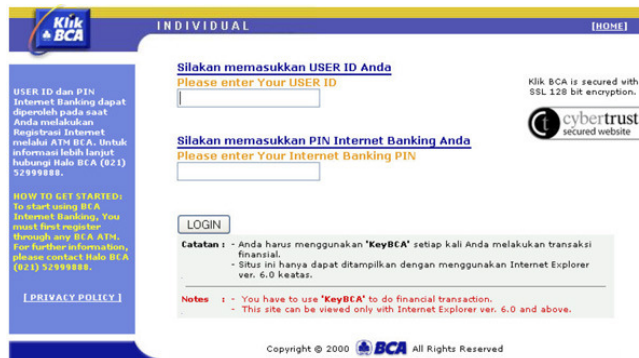 Klik
BCA
INDIVIDUAL
[HOME]
Silakan memasukkan USER ID Anda
Please enter Your USER ID
Klik BCA is secured with
SSL 128 bit encryption.
cybertrust
secured website
USER ID dan PIN
Internet Banking dapat
diperoleh pada saat
Anda melakukan
Registrasi Internet
melalui ATM BCA. Untuk
informasi lebih lanjut
hubungi Halo BCA (021)
52999888.
HOW TO GET STARTED:
To start using BCA
Internet Banking, You
must first register
through any BCA ATM.
For further information,
please contact Halo BCA
(021) 52999888.
[ PRIVACY POLICY ]
Silakan memasukkan PIN Internet Banking Anda
Please enter Your Internet Banking PIN
LOGIN
Catatan : - Anda harus menggunakan 'KeyBCA' setiap kali Anda melakukan transaksi
finansial.
- Situs ini hanya dapat ditampilkan dengan menggunakan Internet Explorer
ver. 6.0 keatas.
Notes : - You have to use 'KeyBCA' to do financial transaction.
- This site can be viewed only with Internet Explorer ver. 6.0 and above.
Copyright © 2000 BCA All Rights Reserved